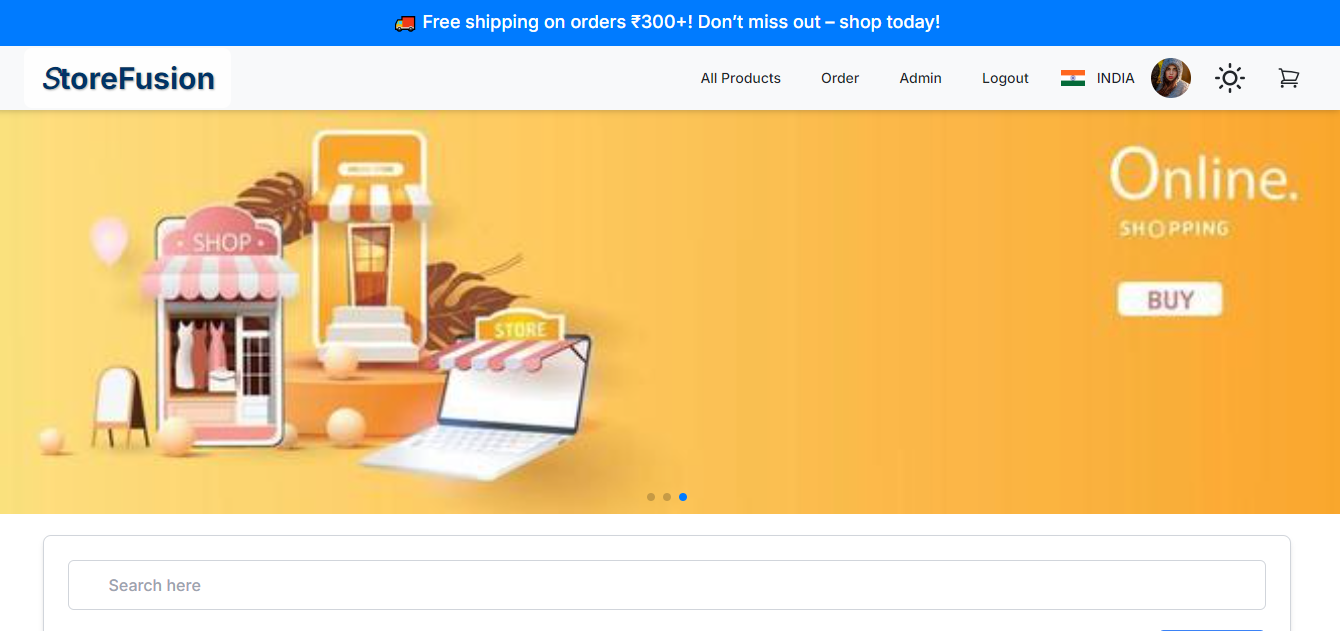 🚚 Free shipping on orders ₹300+! Don’t miss out – shop today!
StoreFusion
All Products Order Admin Logout INDIA
Online.
SHOPPING
SHOP
BUY
STORE
Search here